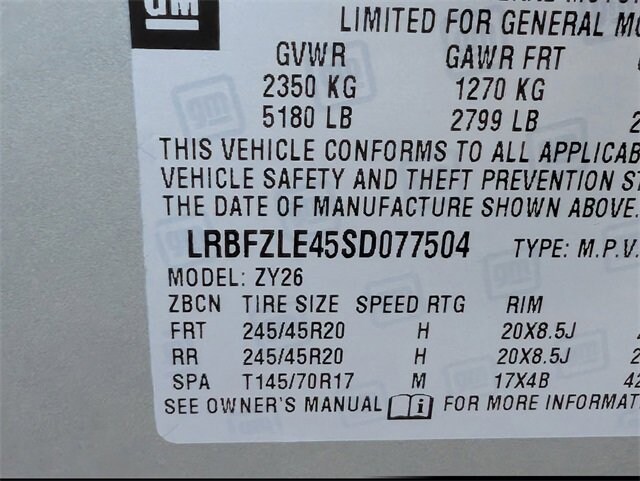 GM
LIMITED FOR GENERAL
GVWR GAWR FRT
2350 KG 1270 KG
5180 LB 2799 LB 2
THIS VEHICLE CONFORMS TO ALL APPLICAB
VEHICLE SAFETY AND THEFT PREVENTION
THE DATE OF MANUFACTURE SHOWN ABOVE.
LRBFZLE45SD077504 TYPE: M.P.V.
MODEL: ZY26
ZBCN TIRE SIZE SPEED RTG RIM
FRT 245/45R20 H 20X8.5J
RR 245/45R20 H 20X8.5J 2
SPA T145/70R17 M 17X4B 42
SEE OWNER'S MANUAL i FOR MORE INFORMAT